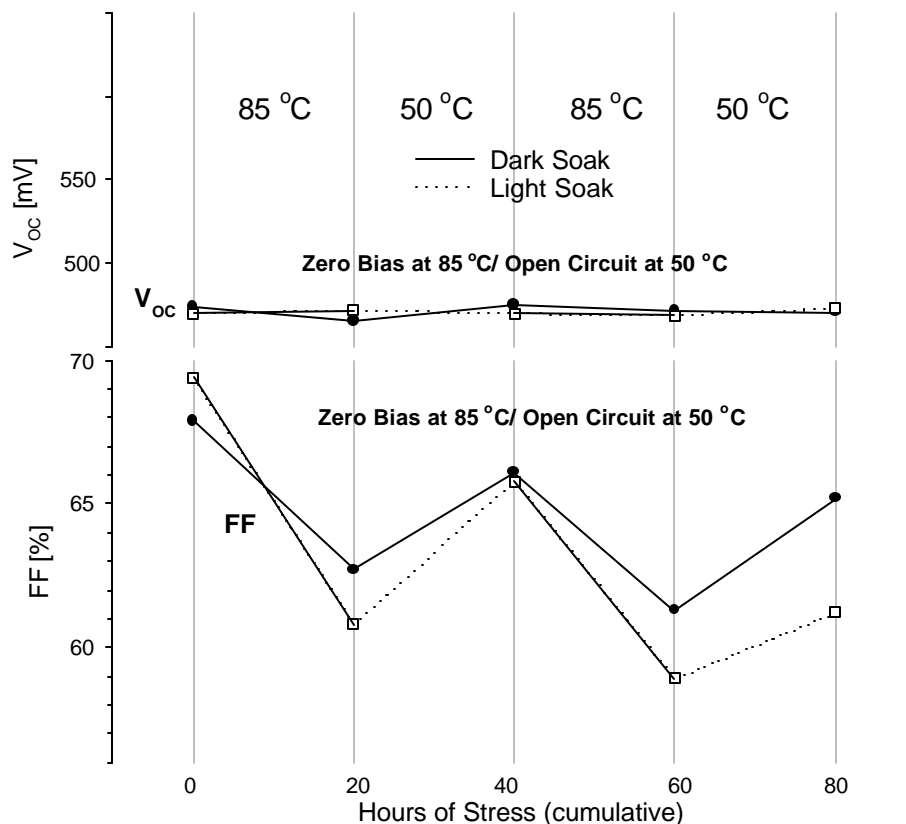 85 °C 50 °C 85 °C 50 °C
Dark Soak
Light Soak
V_OC [mV]
550
500
Zero Bias at 85 °C/ Open Circuit at 50 °C
V_OC
70
Zero Bias at 85 °C/ Open Circuit at 50 °C
65
FF
FF [%]
60
0 20 40 60 80
Hours of Stress (cumulative)